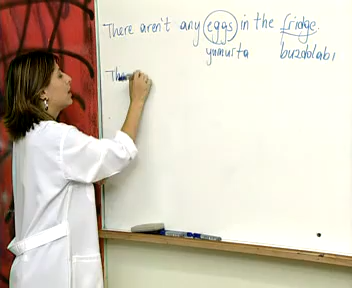 There aren't any eggs in the fridge.
yumurta buzdolabı
The